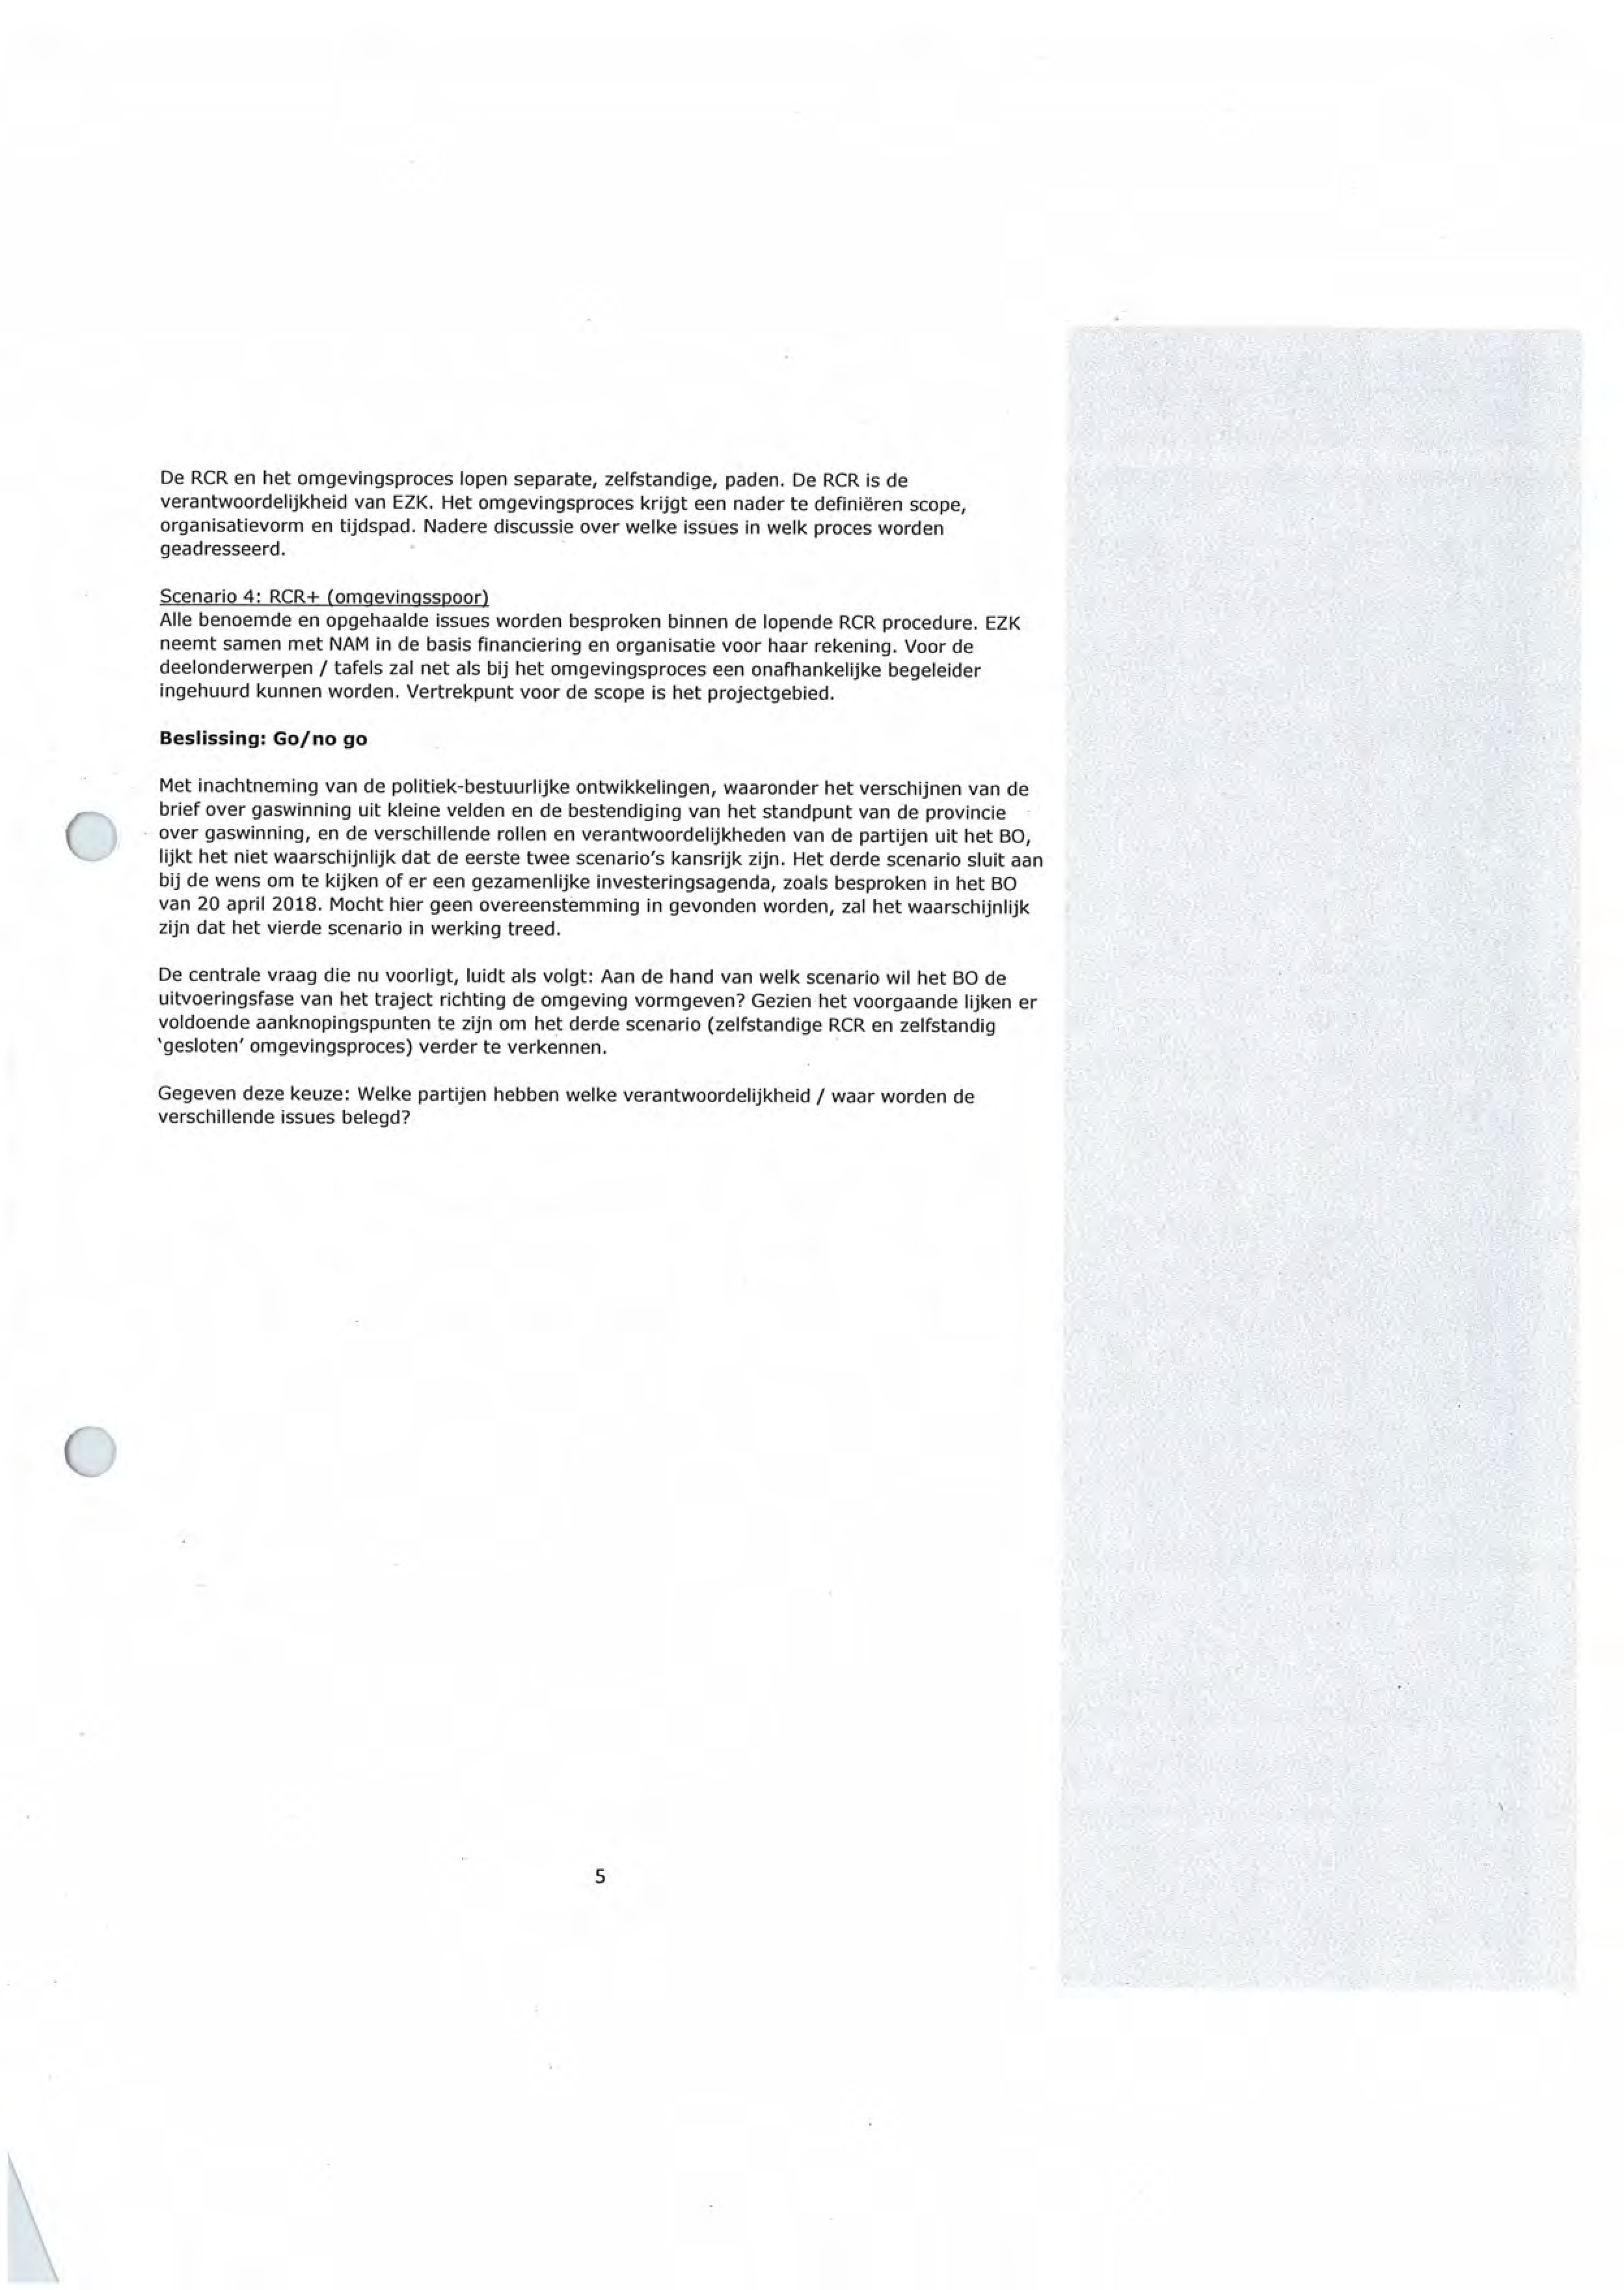 De RCR en het omgevingsproces lopen separate, zelfstandige, paden. De RCR is de
verantwoordelijkheid van EZK. Het omgevingsproces krijgt een nader te definiëren scope,
organisatievorm en tijdspad. Nadere discussie over welke issues in welk proces worden
geadresseerd.
Scenario 4: RCR+ (omgevingsspoor)
Alle benoemde en opgehaalde issues worden besproken binnen de lopende RCR procedure. EZK
neemt samen met NAM in de basis financiering en organisatie voor haar rekening. Voor de
deelonderwerpen / tafels zal net als bij het omgevingsproces een onafhankelijke begeleider
ingehuurd kunnen worden. Vertrekpunt voor de scope is het projectgebied.
Beslissing: Go/no go
Met inachtneming van de politiek-bestuurlijke ontwikkelingen, waaronder het verschijnen van de
brief over gaswinning uit kleine velden en de bestendiging van het standpunt van de provincie
over gaswinning, en de verschillende rollen en verantwoordelijkheden van de partijen uit het BO,
lijkt het niet waarschijnlijk dat de eerste twee scenario's kansrijk zijn. Het derde scenario sluit aan
bij de wens om te kijken of er een gezamenlijke investeringsagenda, zoals besproken in het BO
van 20 april 2018. Mocht hier geen overeenstemming in gevonden worden, zal het waarschijnlijk
zijn dat het vierde scenario in werking treed.
De centrale vraag die nu voorligt, luidt als volgt: Aan de hand van welk scenario wil het BO de
uitvoeringsfase van het traject richting de omgeving vormgeven? Gezien het voorgaande lijken er
voldoende aanknopingspunten te zijn om het derde scenario (zelfstandige RCR en zelfstandig
'gesloten' omgevingsproces) verder te verkennen.
Gegeven deze keuze: Welke partijen hebben welke verantwoordelijkheid / waar worden de
verschillende issues belegd?
5